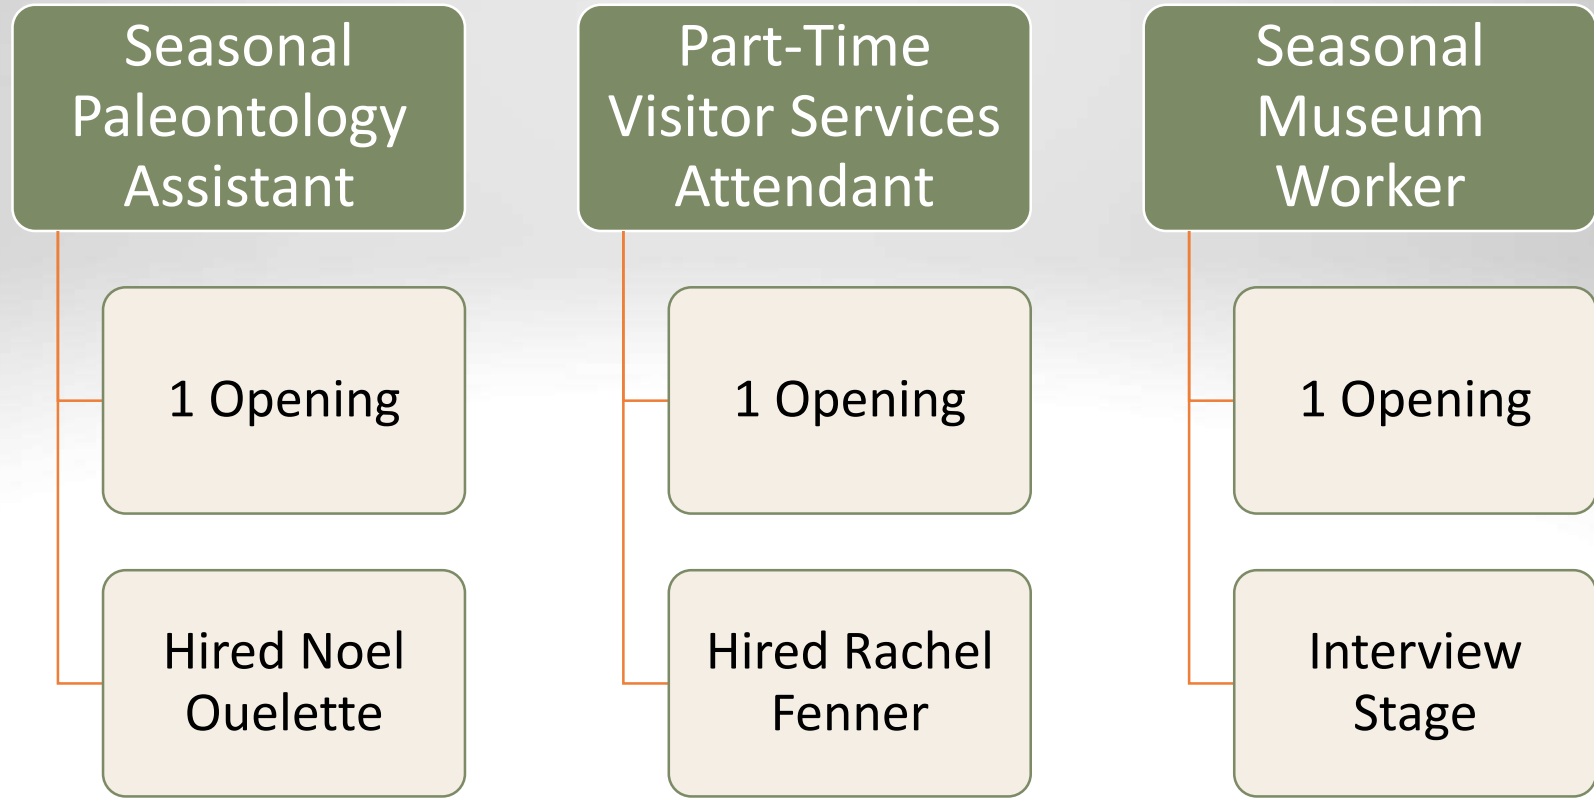 Seasonal
Paleontology
Assistant
1 Opening
Hired Noel
Ouelette
Part-Time
Visitor Services
Attendant
1 Opening
Hired Rachel
Fenner
Seasonal
Museum
Worker
1 Opening
Interview
Stage